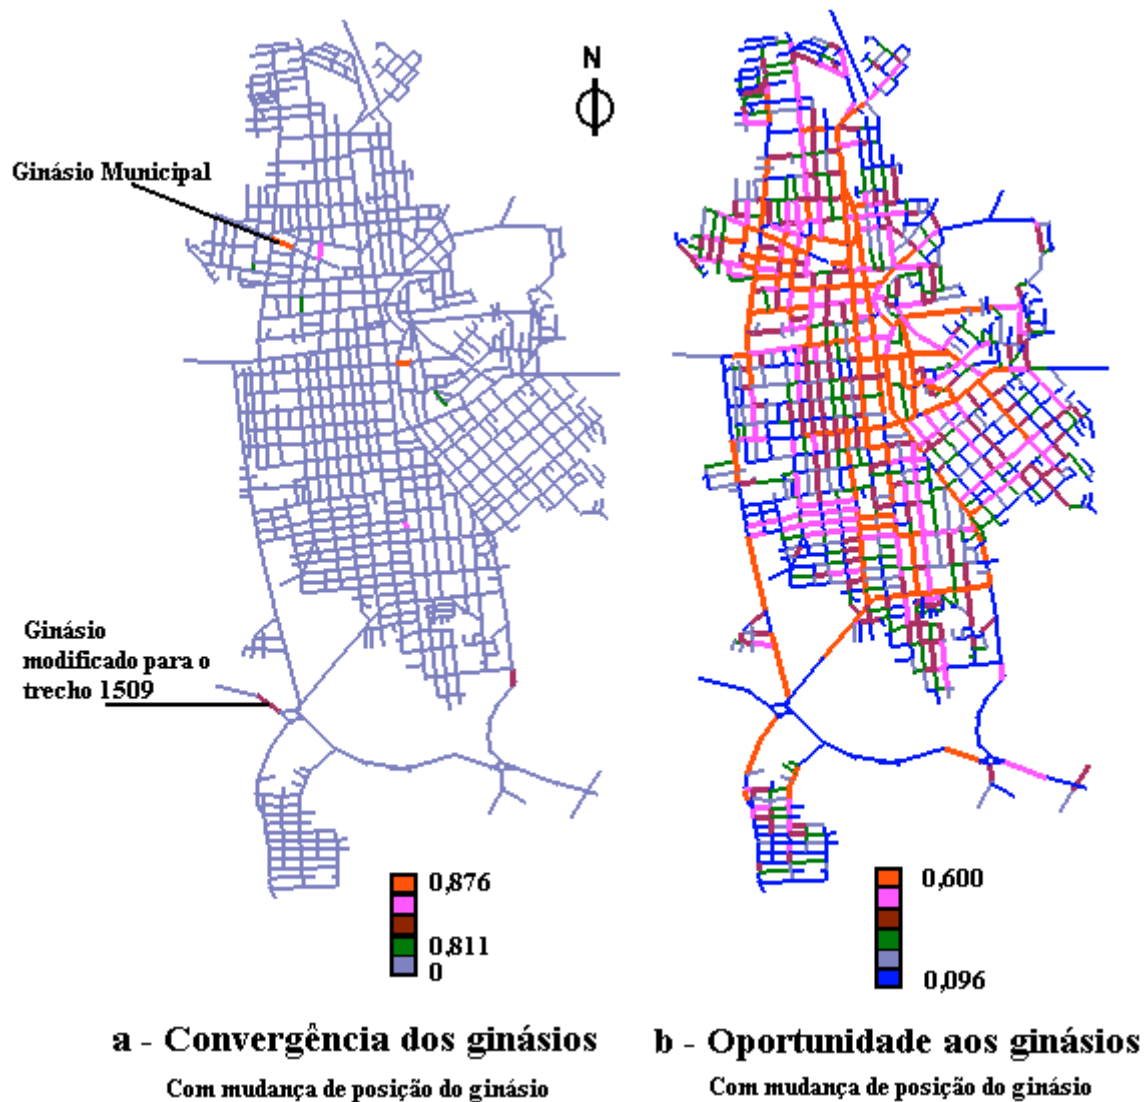 N
Ginásio Municipal
Ginásio
modificado para o
trecho 1509
0,876
0,811
0
0,600
0,096
a - Convergência dos ginásios
Com mudança de posição do ginásio
b - Oportunidade aos ginásios
Com mudança de posição do ginásio